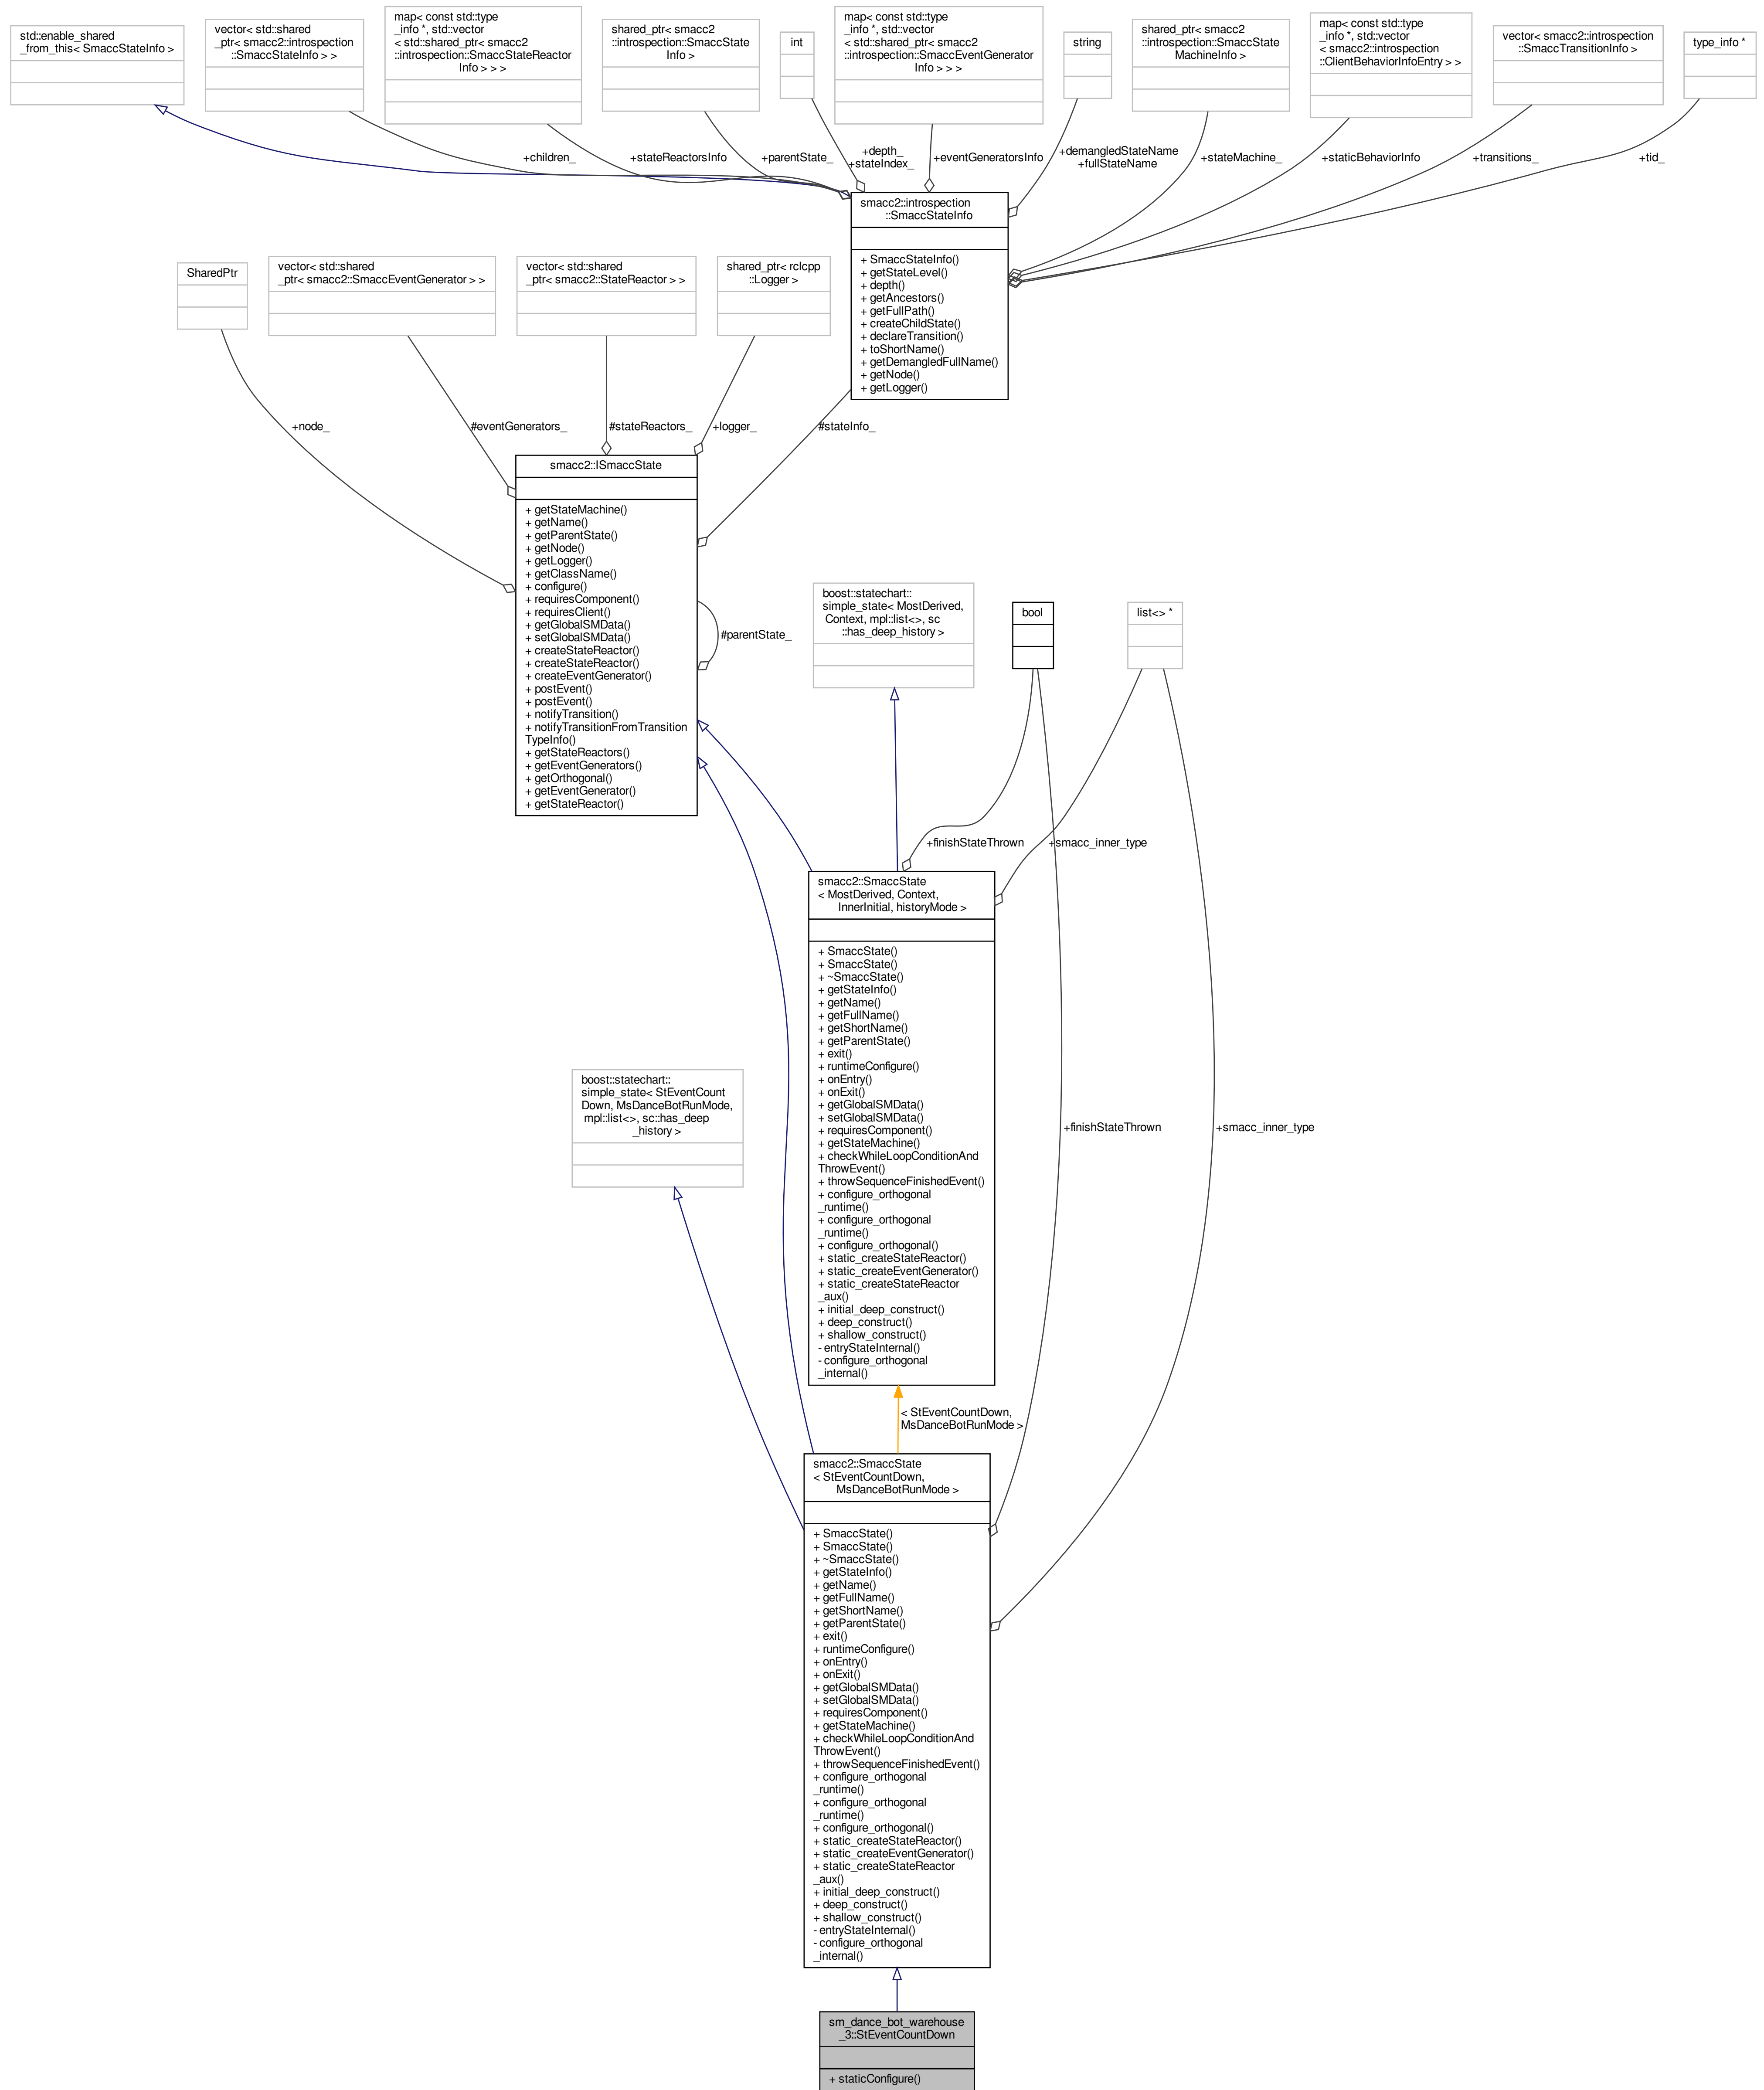 std::enable_shared
_from_this< SmaccStateInfo >
vector< std::shared
_ptr< smacc2::introspection
::SmaccStateInfo > >
map< const std::type
_info *, std::vector
< std::shared_ptr< smacc2
::introspection::SmaccStateReactor
Info > > >
shared_ptr< smacc2
::introspection::SmaccState
Info >
int
map< const std::type
_info *, std::vector
< std::shared_ptr< smacc2
::introspection::SmaccEventGenerator
Info > > >
string
shared_ptr< smacc2
::introspection::SmaccState
MachineInfo >
map< const std::type
_info *, std::vector
< smacc2::introspection
::ClientBehaviorInfoEntry > >
vector< smacc2::introspection
::SmaccTransitionInfo >
type_info *
+children_
+stateReactorsInfo
+parentState_
+depth_
+stateIndex_
+eventGeneratorsInfo
+demangledStateName
+fullStateName
+stateMachine_
+staticBehaviorInfo
+transitions_
+tid_
smacc2::introspection
::SmaccStateInfo
+ SmaccStateInfo()
+ getStateLevel()
+ depth()
+ getAncestors()
+ getFullPath()
+ createChildState()
+ declareTransition()
+ toShortName()
+ getDemangledFullName()
+ getNode()
+ getLogger()
SharedPtr
vector< std::shared
_ptr< smacc2::SmaccEventGenerator > >
vector< std::shared
_ptr< smacc2::StateReactor > >
shared_ptr< rclcpp
::Logger >
+node_
#eventGenerators_
#stateReactors_
+logger_
#stateInfo_
smacc2::ISmaccState
+ getStateMachine()
+ getName()
+ getParentState()
+ getNode()
+ getLogger()
+ getClassName()
+ configure()
+ requiresComponent()
+ requiresClient()
+ getGlobalSMData()
+ setGlobalSMData()
+ createStateReactor()
+ createStateReactor()
+ createEventGenerator()
+ postEvent()
+ postEvent()
+ notifyTransition()
+ notifyTransitionFromTransition
TypeInfo()
+ getStateReactors()
+ getEventGenerators()
+ getOrthogonal()
+ getEventGenerator()
+ getStateReactor()
#parentState_
boost::statechart::
simple_state< MostDerived,
Context, mpl::list<>, sc
::has_deep_history >
bool
list<> *
+finishStateThrown
+smacc_inner_type
smacc2::SmaccState
< MostDerived, Context,
InnerInitial, historyMode >
+ SmaccState()
+ SmaccState()
+ ~SmaccState()
+ getStateInfo()
+ getName()
+ getFullName()
+ getShortName()
+ getParentState()
+ exit()
+ runtimeConfigure()
+ onEntry()
+ onExit()
+ getGlobalSMData()
+ setGlobalSMData()
+ requiresComponent()
+ getStateMachine()
+ checkWhileLoopConditionAnd
ThrowEvent()
+ throwSequenceFinishedEvent()
+ configure_orthogonal
_runtime()
+ configure_orthogonal
_runtime()
+ configure_orthogonal()
+ static_createStateReactor()
+ static_createEventGenerator()
+ static_createStateReactor
_aux()
+ initial_deep_construct()
+ deep_construct()
+ shallow_construct()
- entryStateInternal()
- configure_orthogonal
_internal()
boost::statechart::
simple_state< StEventCount
Down, MsDanceBotRunMode,
mpl::list<>, sc::has_deep
_history >
+finishStateThrown
+smacc_inner_type
< StEventCountDown,
MsDanceBotRunMode >
smacc2::SmaccState
< StEventCountDown,
MsDanceBotRunMode >
+ SmaccState()
+ SmaccState()
+ ~SmaccState()
+ getStateInfo()
+ getName()
+ getFullName()
+ getShortName()
+ getParentState()
+ exit()
+ runtimeConfigure()
+ onEntry()
+ onExit()
+ getGlobalSMData()
+ setGlobalSMData()
+ requiresComponent()
+ getStateMachine()
+ checkWhileLoopConditionAnd
ThrowEvent()
+ throwSequenceFinishedEvent()
+ configure_orthogonal
_runtime()
+ configure_orthogonal
_runtime()
+ configure_orthogonal()
+ static_createStateReactor()
+ static_createEventGenerator()
+ static_createStateReactor
_aux()
+ initial_deep_construct()
+ deep_construct()
+ shallow_construct()
- entryStateInternal()
- configure_orthogonal
_internal()
sm_dance_bot_warehouse
_3::StEventCountDown
+ staticConfigure()